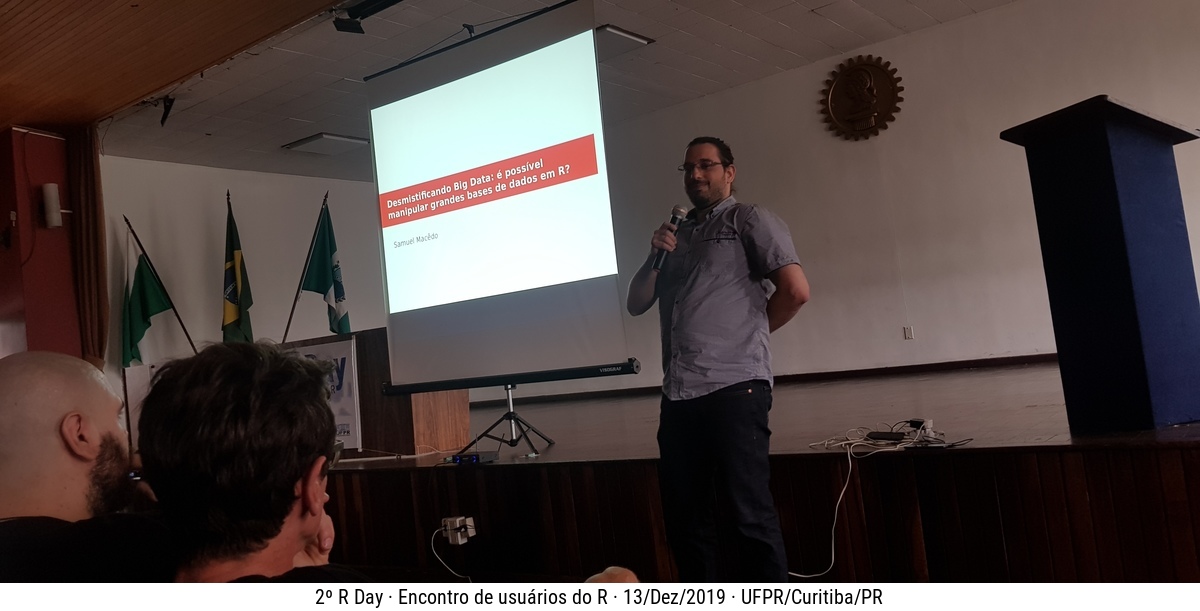 Desmistificando Big Data: é possível
manipular grandes bases de dados em R?
Samuel Macêdo
2º R Day · Encontro de usuários do R · 13/Dez/2019 · UFPR/Curitiba/PR